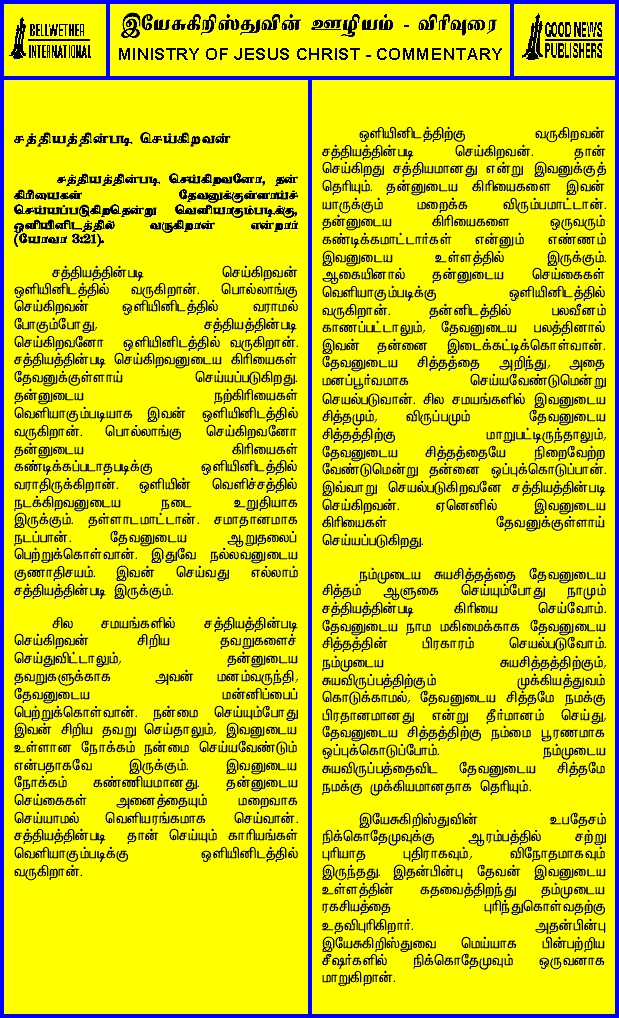 BELLWETHER
INTERNATIONAL
இயேசுகிறிஸ்துவின் ஊழியம் - விரிவுரை
MINISTRY OF JESUS CHRIST - COMMENTARY
GOOD NEWS
PUBLISHERS
சத்தியத்தின்படி செய்கிறவன்
சத்தியத்தின்படி செய்கிறவனோ, தன்
கிரியைகள் தேவனுக்குள்ளாய்ச்
செய்யப்படுகிறதென்று வெளியாகும்படிக்கு,
ஒளியினிடத்தில் வருகிறான் என்றார்
(யோவா 3:21).
சத்தியத்தின்படி செய்கிறவன்
ஒளியினிடத்தில் வருகிறான். பொல்லாங்கு
செய்கிறவன் ஒளியினிடத்தில் வராமல்
போகும்போது, சத்தியத்தின்படி
செய்கிறவனோ ஒளியினிடத்தில் வருகிறான்.
சத்தியத்தின்படி செய்கிறவனுடைய கிரியைகள்
தேவனுக்குள்ளாய் செய்யப்படுகிறது.
தன்னுடைய நற்கிரியைகள்
வெளியாகும்படியாக இவன் ஒளியினிடத்தில்
வருகிறான். பொல்லாங்கு செய்கிறவனோ
தன்னுடைய கிரியைகள்
கண்டிக்கப்படாதபடிக்கு ஒளியினிடத்தில்
வராதிருக்கிறான். ஒளியின் வெளிச்சத்தில்
நடக்கிறவனுடைய நடை உறுதியாக
இருக்கும். தள்ளாடமாட்டான். சமாதானமாக
நடப்பான். தேவனுடைய ஆறுதலைப்
பெற்றுக்கொள்வான். இதுவே நல்லவனுடைய
குணாதிசயம். இவன் செய்வது எல்லாம்
சத்தியத்தின்படி இருக்கும்.
சில சமயங்களில் சத்தியத்தின்படி
செய்கிறவன் சிறிய தவறுகளைச்
செய்துவிட்டாலும், தன்னுடைய
தவறுகளுக்காக அவன் மனம்வருந்தி,
தேவனுடைய மன்னிப்பைப்
பெற்றுக்கொள்வான். நன்மை செய்யும்போது
இவன் சிறிய தவறு செய்தாலும், இவனுடைய
உள்ளான நோக்கம் நன்மை செய்யவேண்டும்
என்பதாகவே இருக்கும். இவனுடைய
நோக்கம் கண்ணியமானது. தன்னுடைய
செய்கைகள் அனைத்தையும் மறைவாக
செய்யாமல் வெளியரங்கமாக செய்வான்.
சத்தியத்தின்படி தான் செய்யும் காரியங்கள்
வெளியாகும்படிக்கு ஒளியினிடத்தில்
வருகிறான்.
ஒளியினிடத்திற்கு வருகிறவன்
சத்தியத்தின்படி செய்கிறவன். தான்
செய்கிறது சத்தியமானது என்று இவனுக்குத்
தெரியும். தன்னுடைய கிரியைகளை இவன்
யாருக்கும் மறைக்க விரும்பமாட்டான்.
தன்னுடைய கிரியைகளை ஒருவரும்
கண்டிக்கமாட்டார்கள் என்னும் எண்ணம்
இவனுடைய உள்ளத்தில் இருக்கும்.
ஆகையினால் தன்னுடைய செய்கைகள்
வெளியாகும்படிக்கு ஒளியினிடத்தில்
வருகிறான். தன்னிடத்தில் பலவீனம்
காணப்பட்டாலும், தேவனுடைய பலத்தினால்
இவன் தன்னை இடைக்கட்டிக்கொள்வான்.
தேவனுடைய சித்தத்தை அறிந்து, அதை
மனப்பூர்வமாக செய்யவேண்டுமென்று
செயல்படுவான். சில சமயங்களில் இவனுடைய
சித்தமும், விருப்பமும் தேவனுடைய
சித்தத்திற்கு மாறுபட்டிருந்தாலும்,
தேவனுடைய சித்தத்தையே நிறைவேற்ற
வேண்டுமென்று தன்னை ஒப்புக்கொடுப்பான்.
இவ்வாறு செயல்படுகிறவனே சத்தியத்தின்படி
செய்கிறவன். ஏனெனில் இவனுடைய
கிரியைகள் தேவனுக்குள்ளாய்
செய்யப்படுகிறது.
நம்முடைய சுயசித்தத்தை தேவனுடைய
சித்தம் ஆளுகை செய்யும்போது நாமும்
சத்தியத்தின்படி கிரியை செய்வோம்.
தேவனுடைய நாம மகிமைக்காக தேவனுடைய
சித்தத்தின் பிரகாரம் செயல்படுவோம்.
நம்முடைய சுயசித்தத்திற்கும்,
சுயவிருப்பத்திற்கும் முக்கியத்துவம்
கொடுக்காமல், தேவனுடைய சித்தமே நமக்கு
பிரதானமானது என்று தீர்மானம் செய்து,
தேவனுடைய சித்தத்திற்கு நம்மை பூரணமாக
ஒப்புக்கொடுப்போம். நம்முடைய
சுயவிருப்பத்தைவிட தேவனுடைய சித்தமே
நமக்கு முக்கியமானதாக தெரியும்.
இயேசுகிறிஸ்துவின் உபதேசம்
நிக்கொதேமுவுக்கு ஆரம்பத்தில் சற்று
புரியாத புதிராகவும், விநோதமாகவும்
இருந்தது. இதன்பின்பு தேவன் இவனுடைய
உள்ளத்தின் கதவைத்திறந்து தம்முடைய
ரகசியத்தை புரிந்துகொள்வதற்கு
உதவிபுரிகிறார். அதன்பின்பு
இயேசுகிறிஸ்துவை மெய்யாக பின்பற்றிய
சீஷர்களில் நிக்கொதேமுவும் ஒருவனாக
மாறுகிறான்.